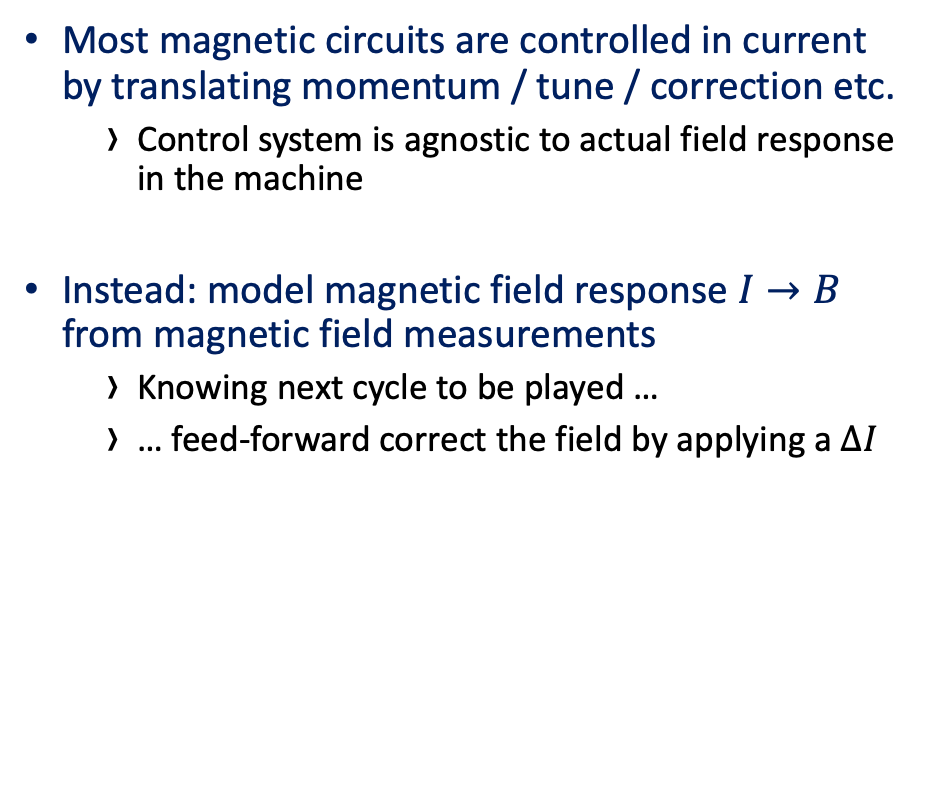 • Most magnetic circuits are controlled in current
by translating momentum / tune / correction etc.
❭ Control system is agnostic to actual field response
in the machine
• Instead: model magnetic field response I → B
from magnetic field measurements
❭ Knowing next cycle to be played ...
❭ ... feed-forward correct the field by applying a ΔI